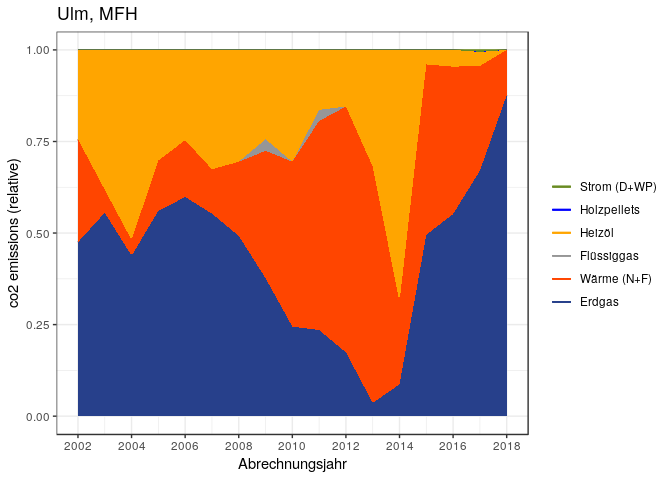 Ulm, MFH
co2 emissions (relative)
1.00
0.75
0.50
0.25
0.00
2002 2004 2006 2008 2010 2012 2014 2016 2018
Abrechnungsjahr
Strom (D+WP)
Holzpellets
Heizöl
Flüssiggas
Wärme (N+F)
Erdgas